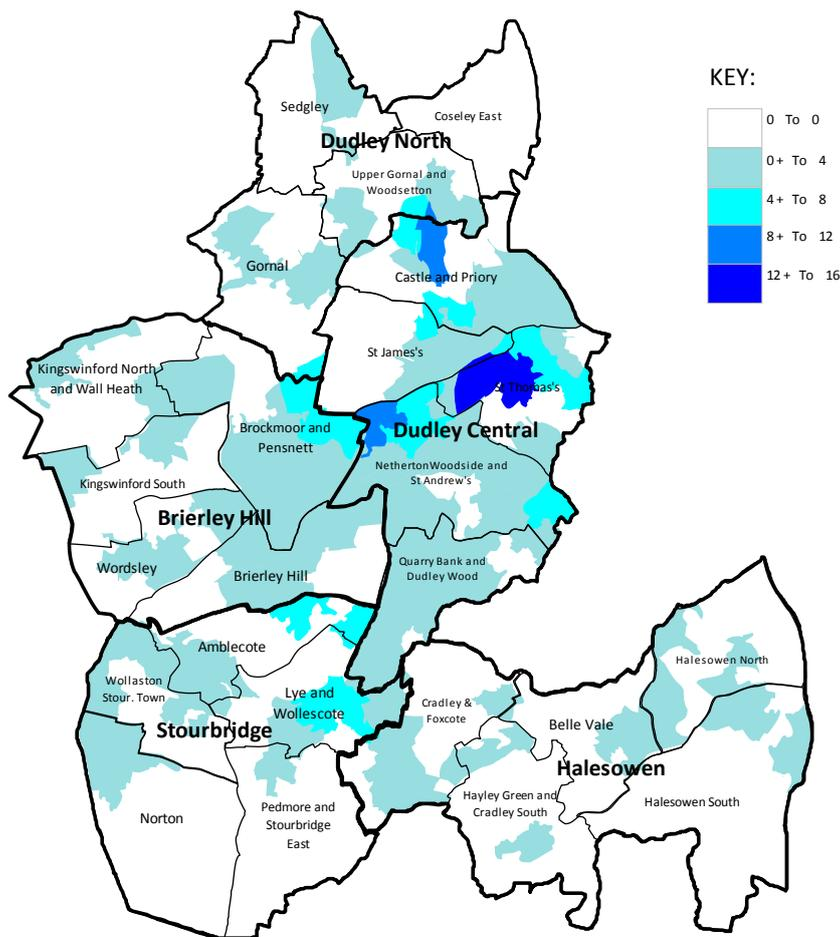 KEY:
0 To 0
0+ To 4
4+ To 8
8+ To 12
12+ To 16
Sedgley
Coseley East
Dudley North
Upper Gornal and
Woodsetton
Gornal
Castle and Priory
St James's
Kingswinford North
and Wall Heath
St Thomas's
Brockmoor and
Pensnett
Dudley Central
Netherton Woodside and
St Andrew's
Kingswinford South
Brierley Hill
Wordsley
Brierley Hill
Quarry Bank and
Dudley Wood
Amblecote
Halesowen North
Wollaston
Stour. Town
Lye and
Wollescote
Cradley &
Foxcote
Belle Vale
Stourbridge
Halesowen
Hayley Green and
Cradley South
Halesowen South
Norton
Pedmore and
Stourbridge
East